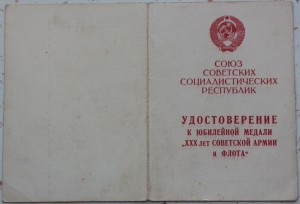 СОЮЗ
СОВЕТСКИХ
СОЦИАЛИСТИЧЕСКИХ
РЕСПУБЛИК
УДОСТОВЕРЕНИЕ
К ЮБИЛЕЙНОЙ МЕДАЛИ
„XXX ЛЕТ СОВЕТСКОЙ АРМИИ
И ФЛОТА“